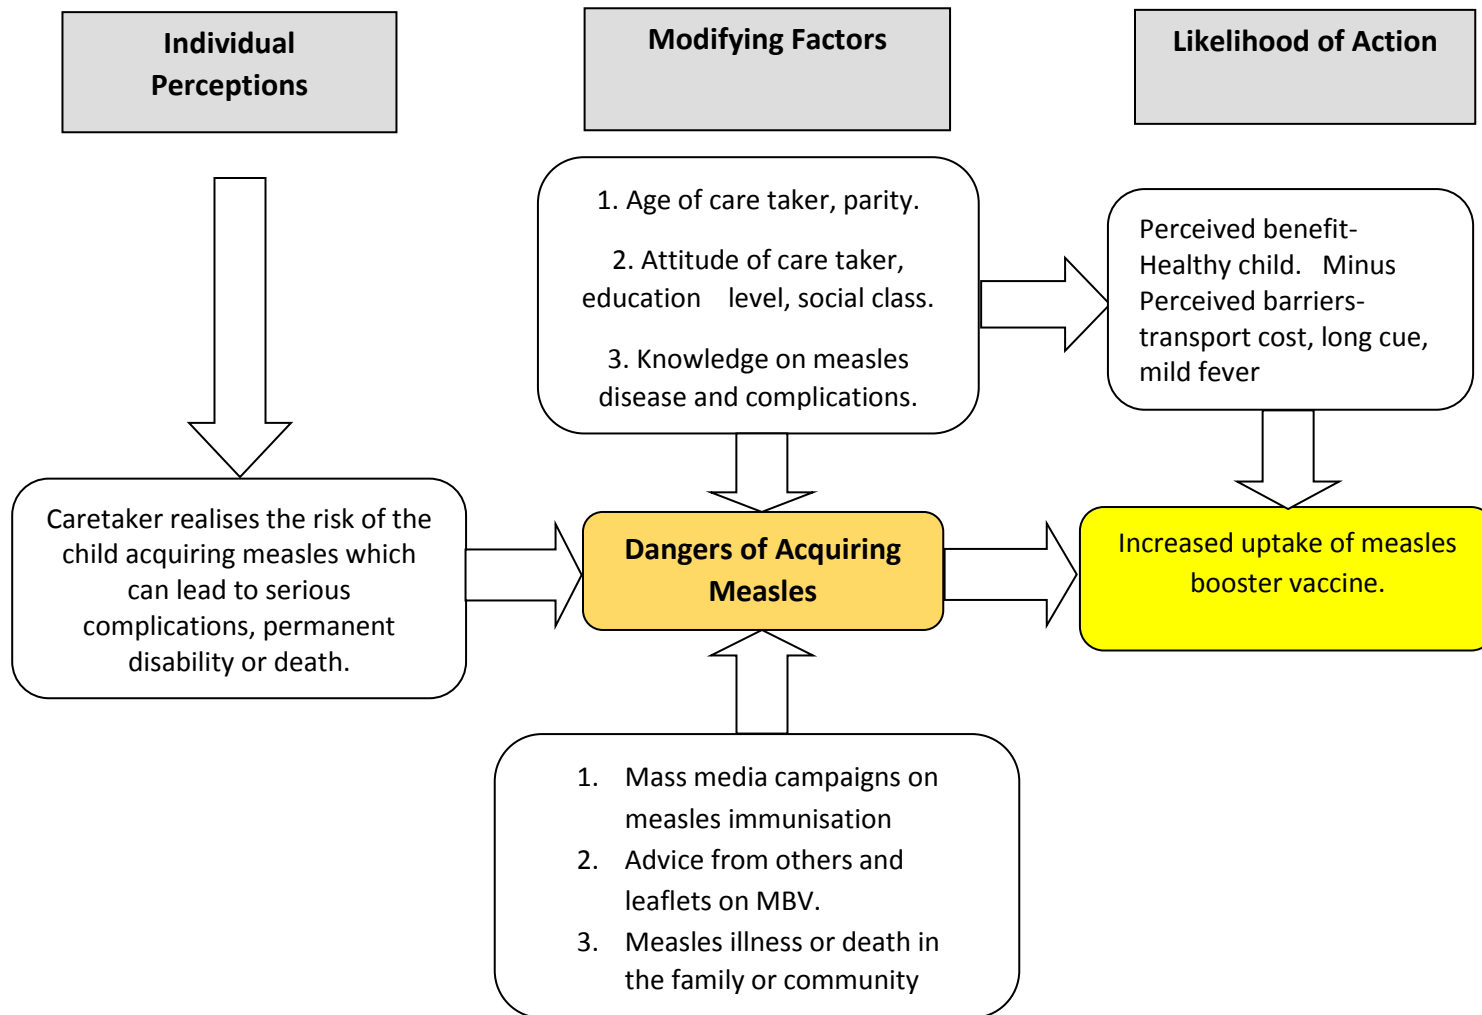 Individual
Perceptions
Modifying Factors
Likelihood of Action
1. Age of care taker, parity.
2. Attitude of care taker,
education level, social class.
3. Knowledge on measles
disease and complications.
Perceived benefit-
Healthy child. Minus
Perceived barriers-
transport cost, long cue,
mild fever
Caretaker realises the risk of the
child acquiring measles which
can lead to serious
complications, permanent
disability or death.
Dangers of Acquiring
Measles
Increased uptake of measles
booster vaccine.
1. Mass media campaigns on
measles immunisation
2. Advice from others and
leaflets on MBV.
3. Measles illness or death in
the family or community